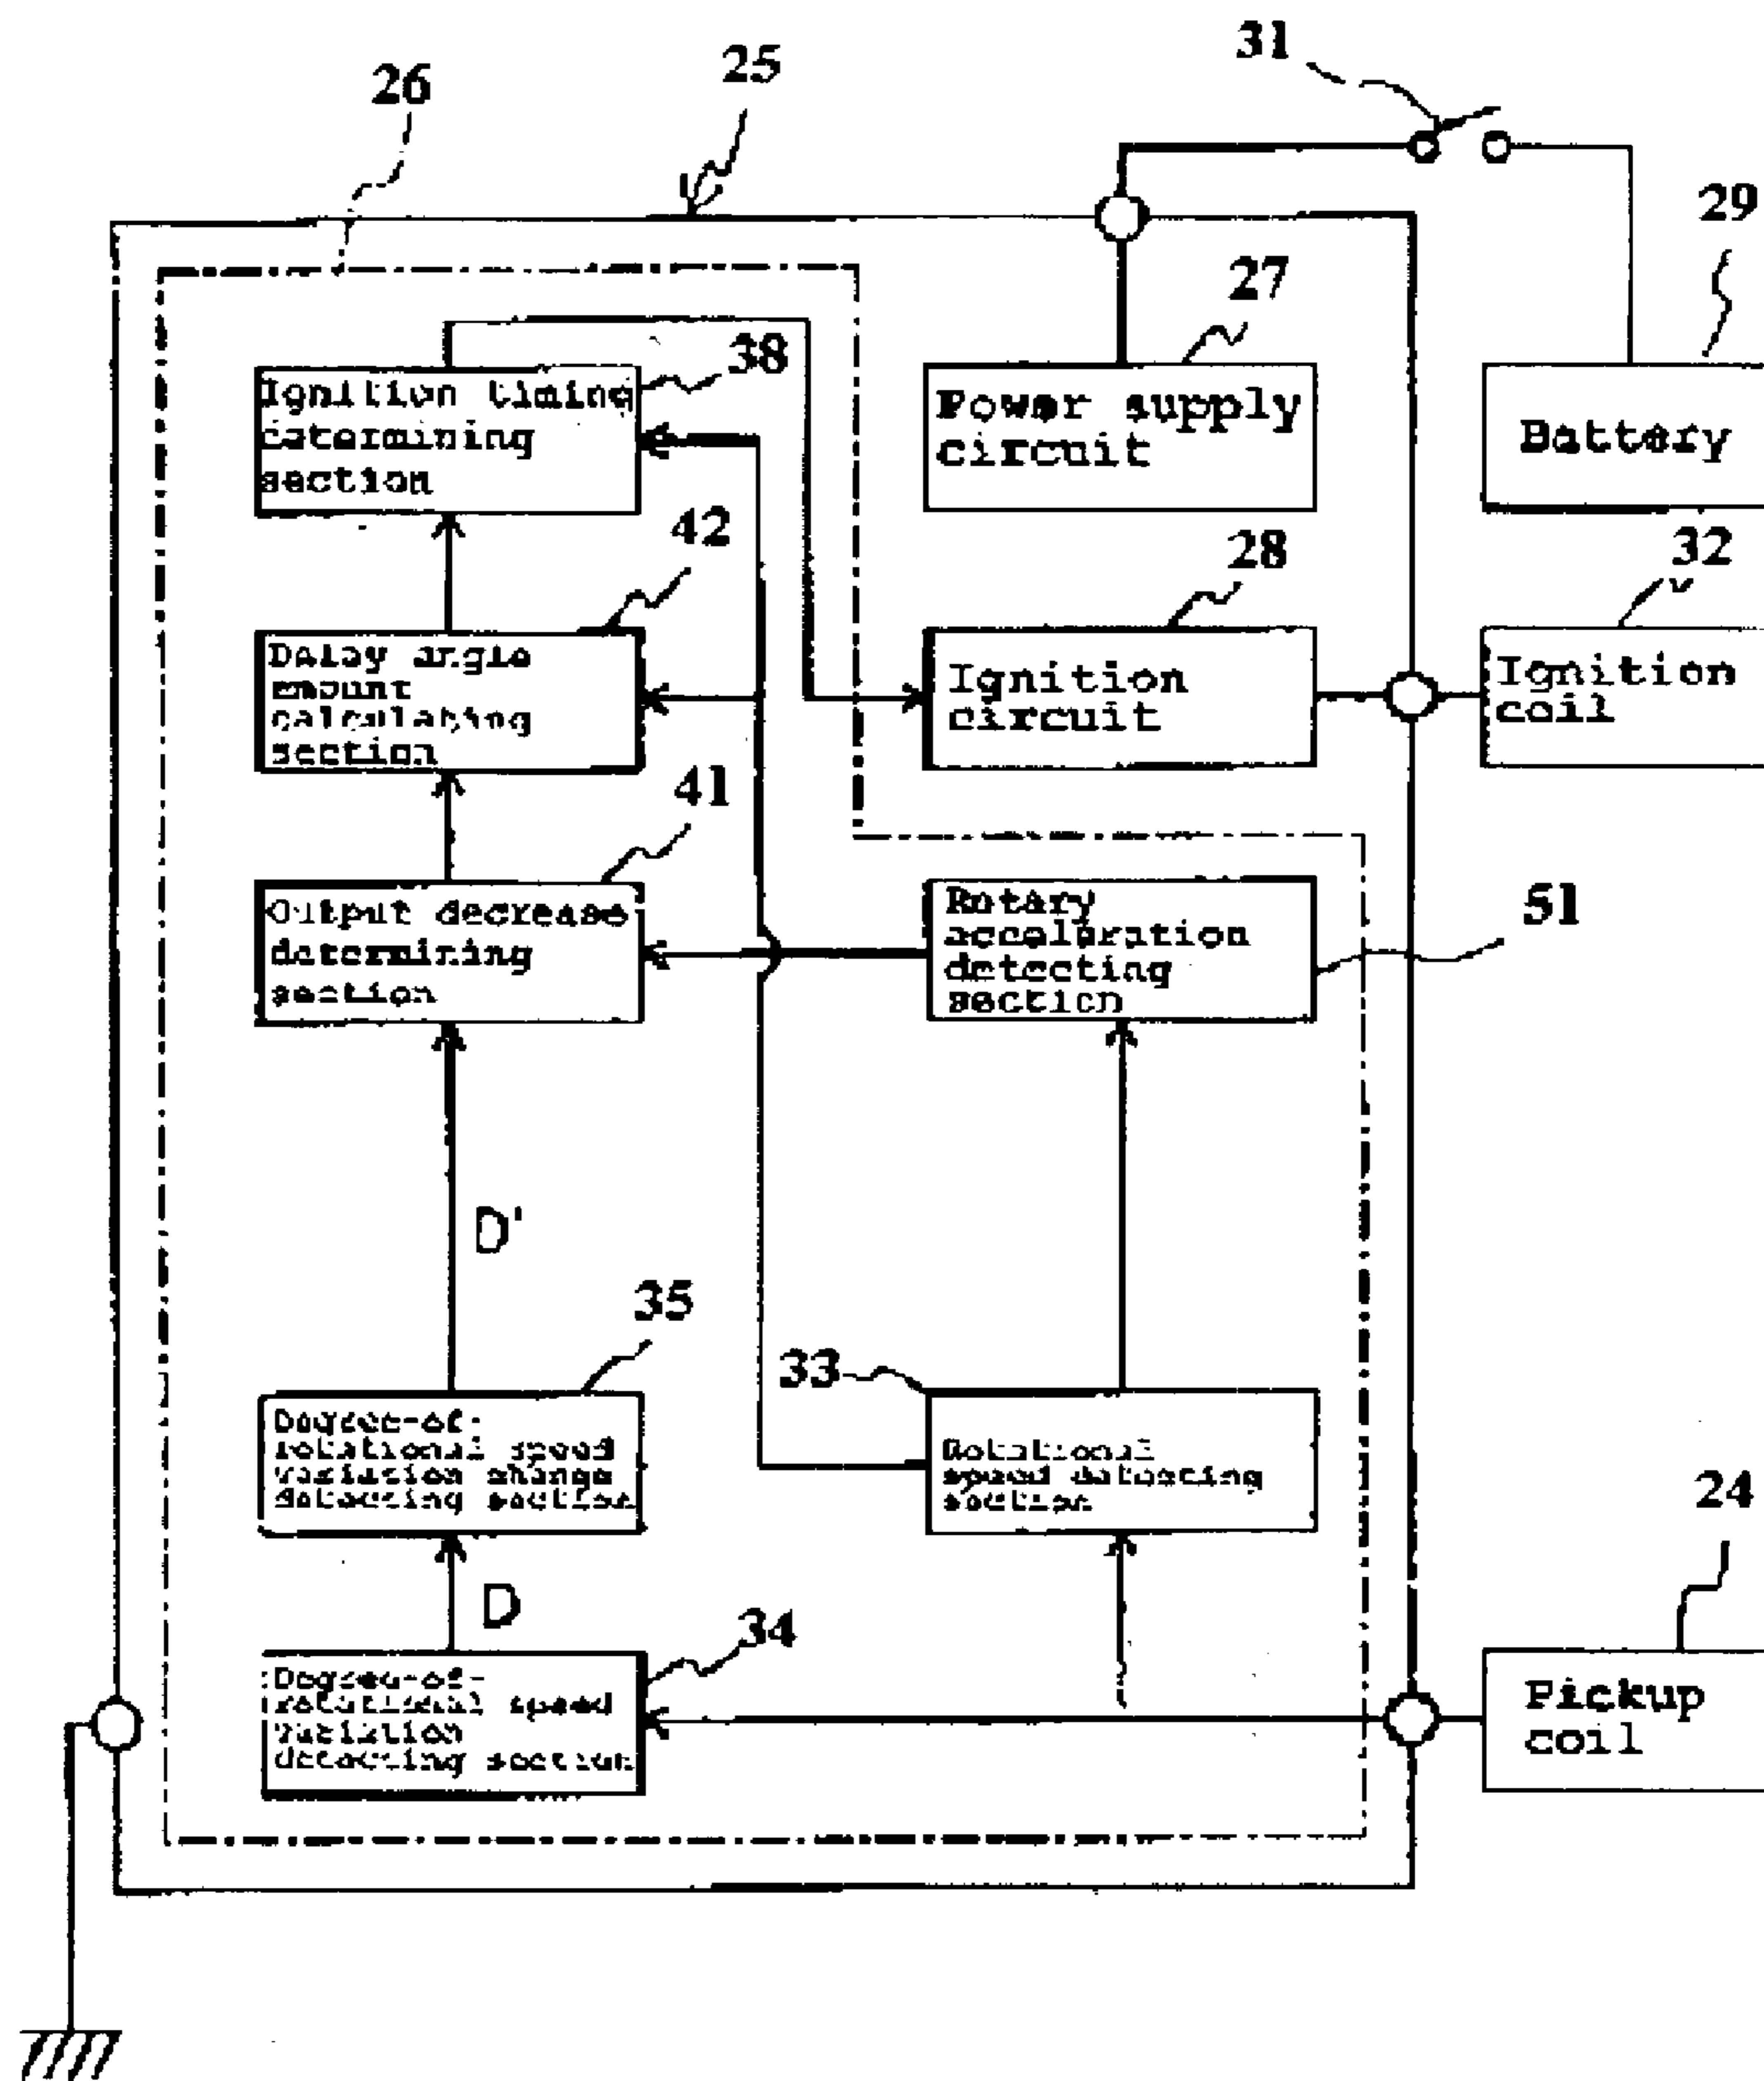 31
25
26
29
27
38
Ignition timing
determining
section
Power supply
circuit
Battery
42
28
32
Delay angle
amount
calculating
section
Ignition
circuit
Ignition
coil
41
Output decrease
determining
section
Rotary
acceleration
detecting
section
51
D'
35
33
Degree-of-
rotational speed
variation change
detecting section
Rotational
speed detecting
section
24
D
34
Degree-of-
rotational speed
variation
detecting section
Pickup
coil